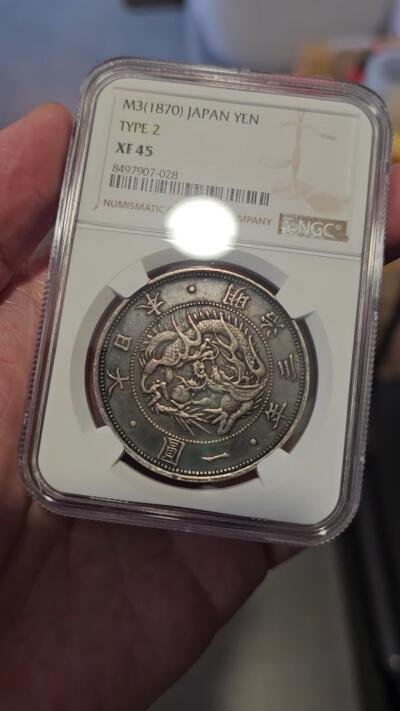 M3(1870) JAPAN YEN
TYPE 2
XF 45
8497907-028
NUMISMATIC COMPANY
NGC
大日本・明治三年・一圓・